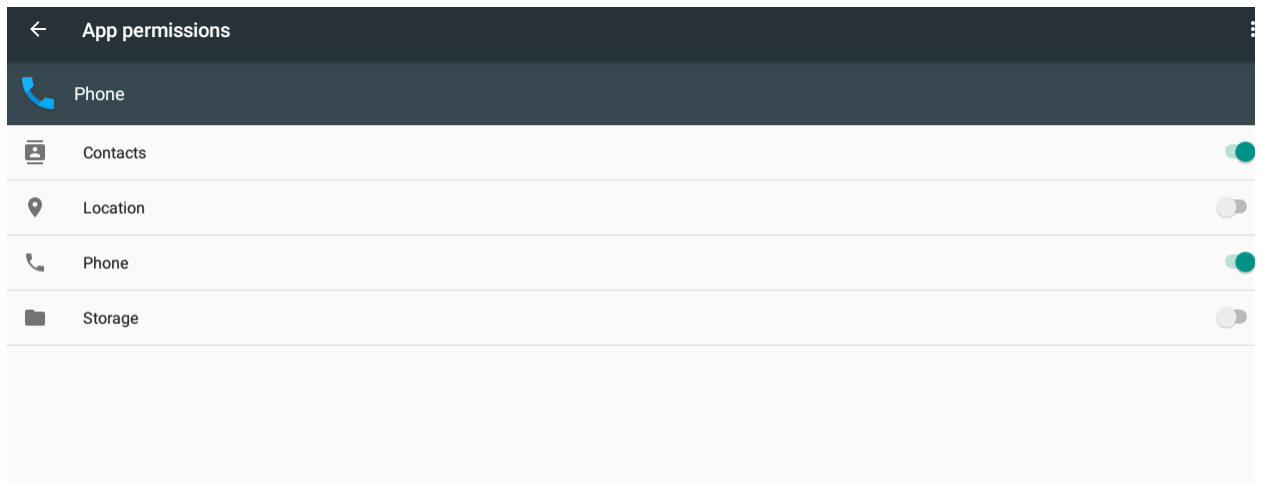 App permissions
Phone
Contacts
Location
Phone
Storage